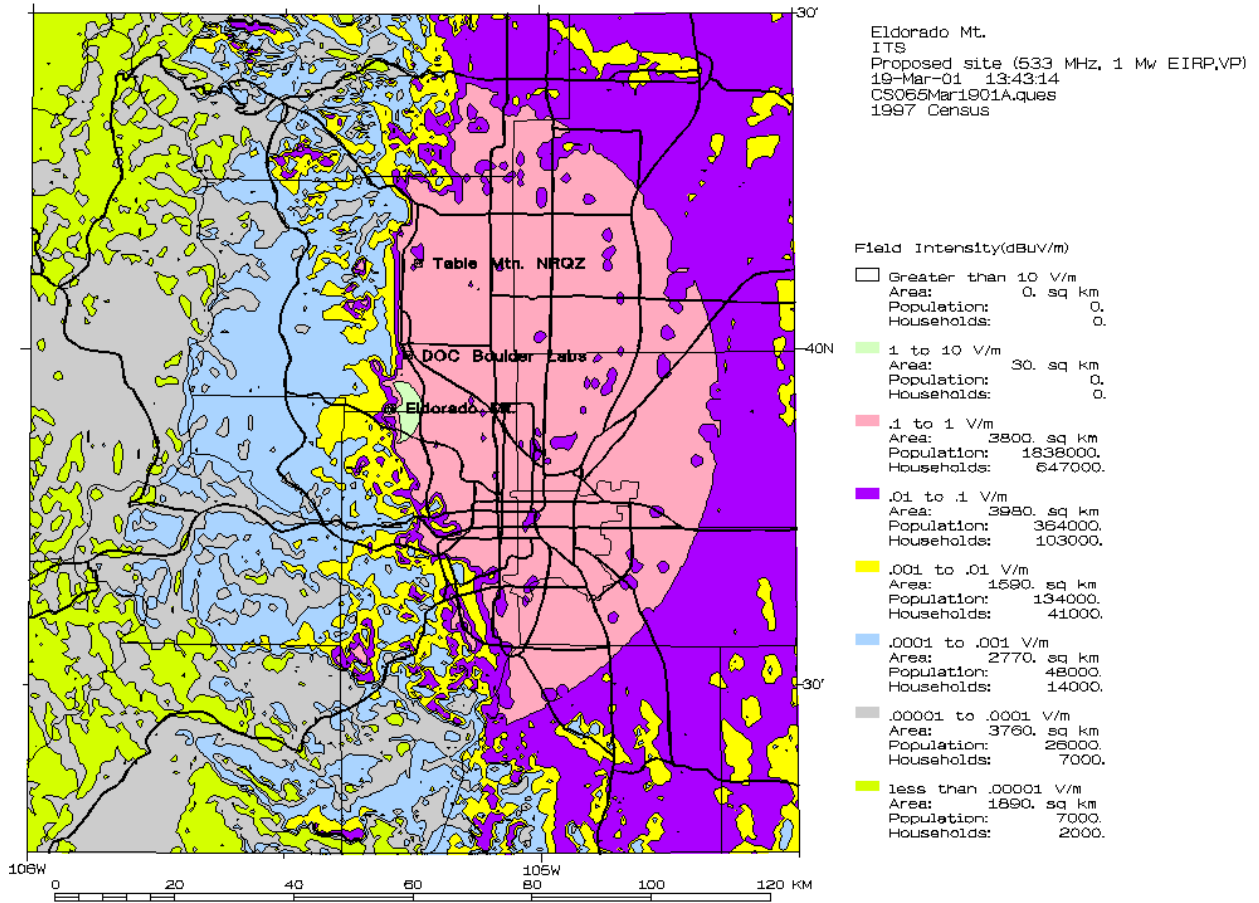 30'
Eldorado Mt.
ITS
Proposed site (533 MHz, 1 Mw EIRP,VP)
19-Mar-01 13:43:14
CS065Mar1901A.ques
1997 Census
Field Intensity(dBuV/m)
Greater than 10 V/m
Area: 0. sq km
Population: 0.
Households: 0.
1 to 10 V/m
Area: 30. sq km
Population: 0.
Households: 0.
.1 to 1 V/m
Area: 3800. sq km
Population: 1838000.
Households: 647000.
.01 to .1 V/m
Area: 3980. sq km
Population: 364000.
Households: 103000.
.001 to .01 V/m
Area: 1590. sq km
Population: 134000.
Households: 41000.
.0001 to .001 V/m
Area: 2770. sq km
Population: 48000.
Households: 14000.
.00001 to .0001 V/m
Area: 3760. sq km
Population: 26000.
Households: 7000.
less than .00001 V/m
Area: 1890. sq km
Population: 7000.
Households: 2000.
Table Mtn. NRQZ
DOC Boulder Labs
40N
Eldorado Mt.
30'
106W
105W
0 20 40 60 80 100 120 KM